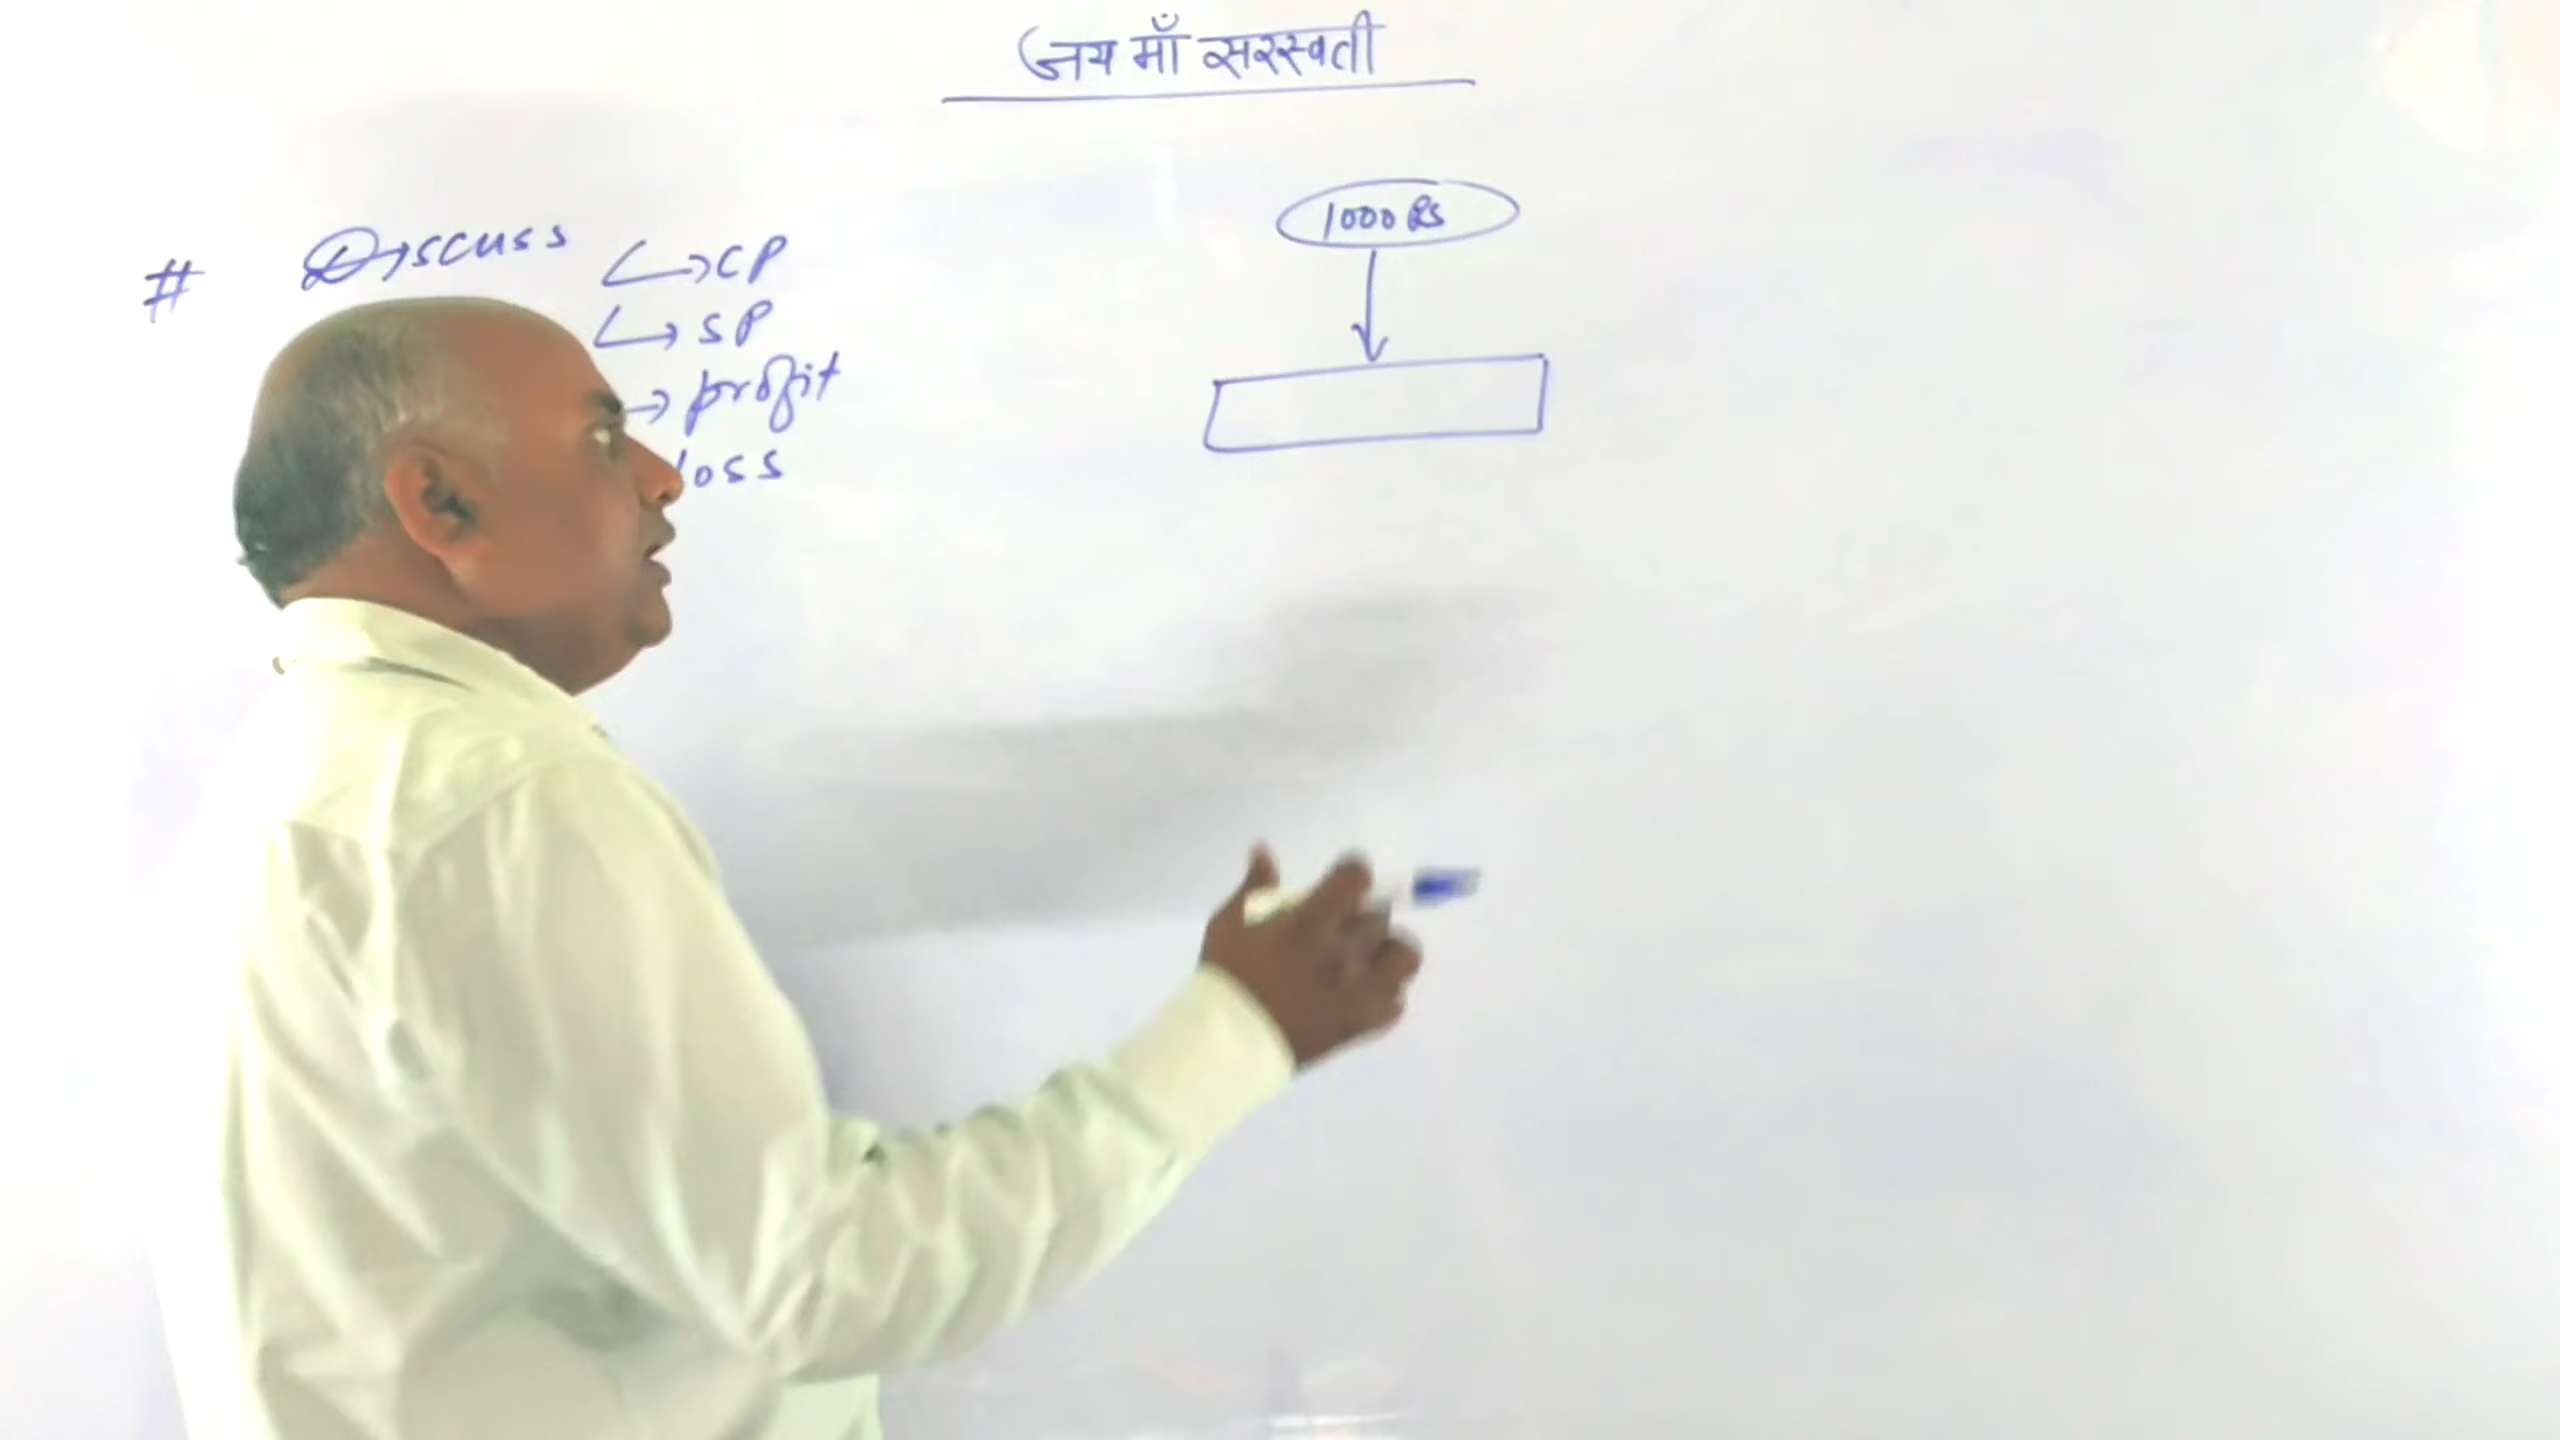 जय माँ सरस्वती
# Discuss
→ CP
→ SP
→ profit
loss
1000 Rs